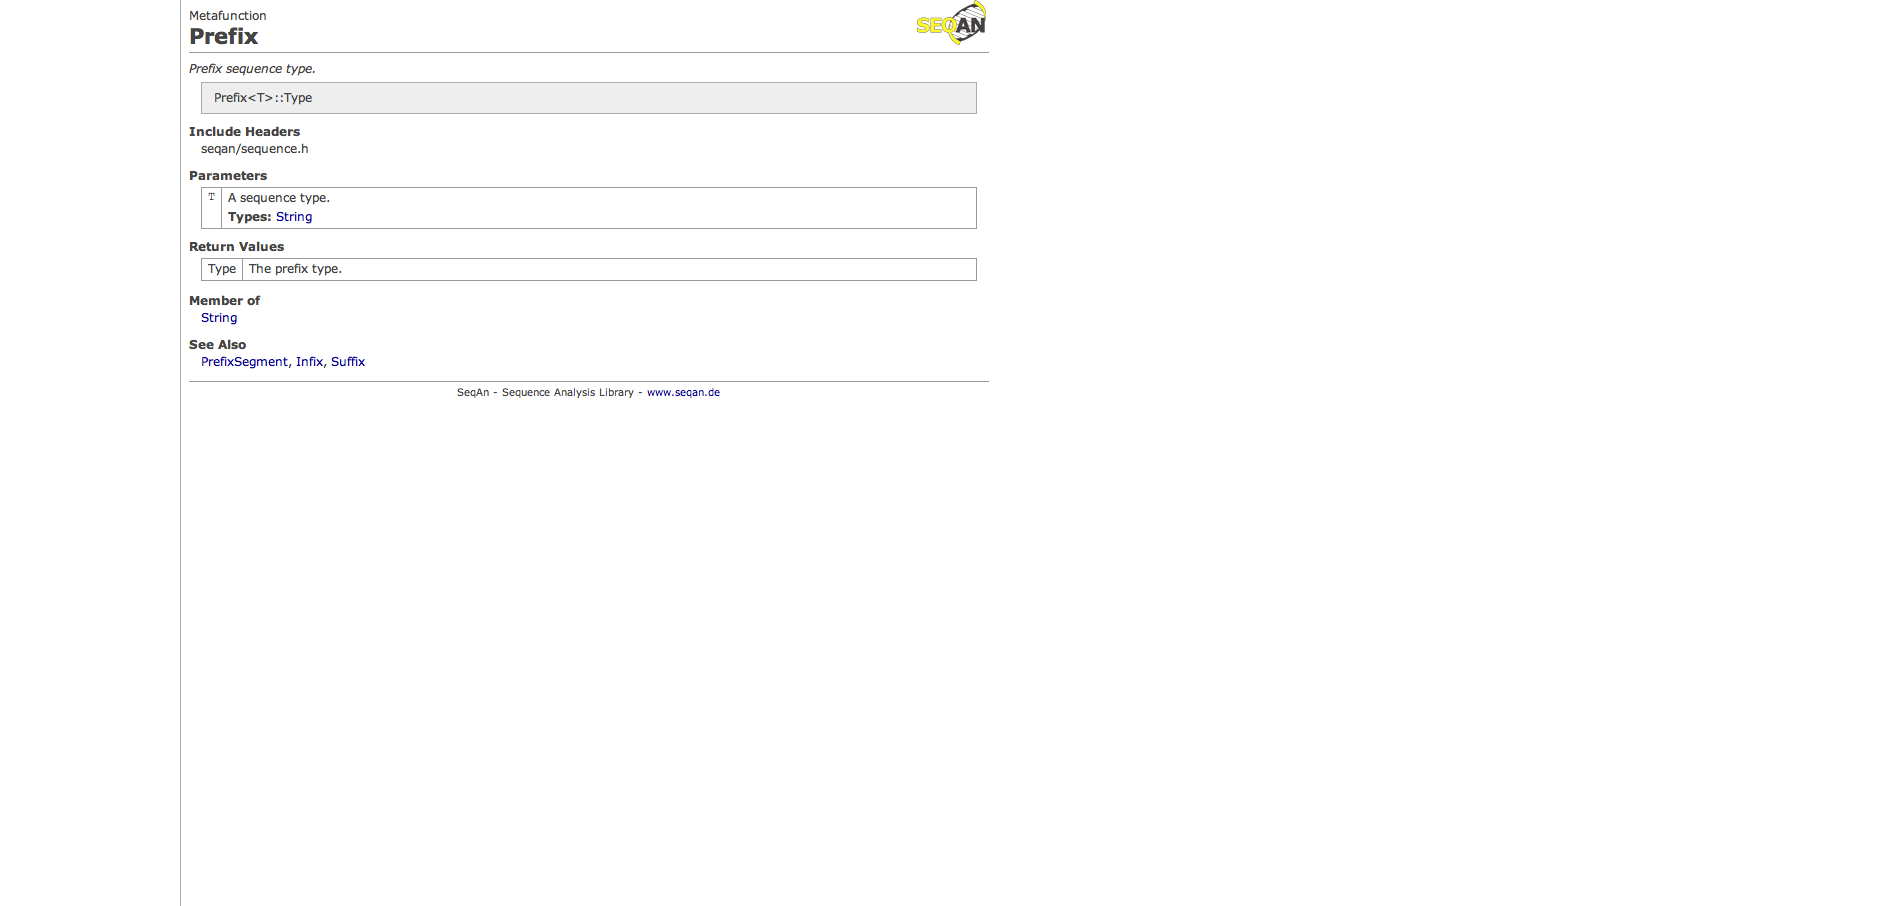 Metafunction
SEQAN
Prefix
Prefix sequence type.
Prefix<T>::Type
Include Headers
seqan/sequence.h
Parameters
T A sequence type.
Types: String
Return Values
Type The prefix type.
Member of
String
See Also
PrefixSegment, Infix, Suffix
SeqAn - Sequence Analysis Library - www.seqan.de